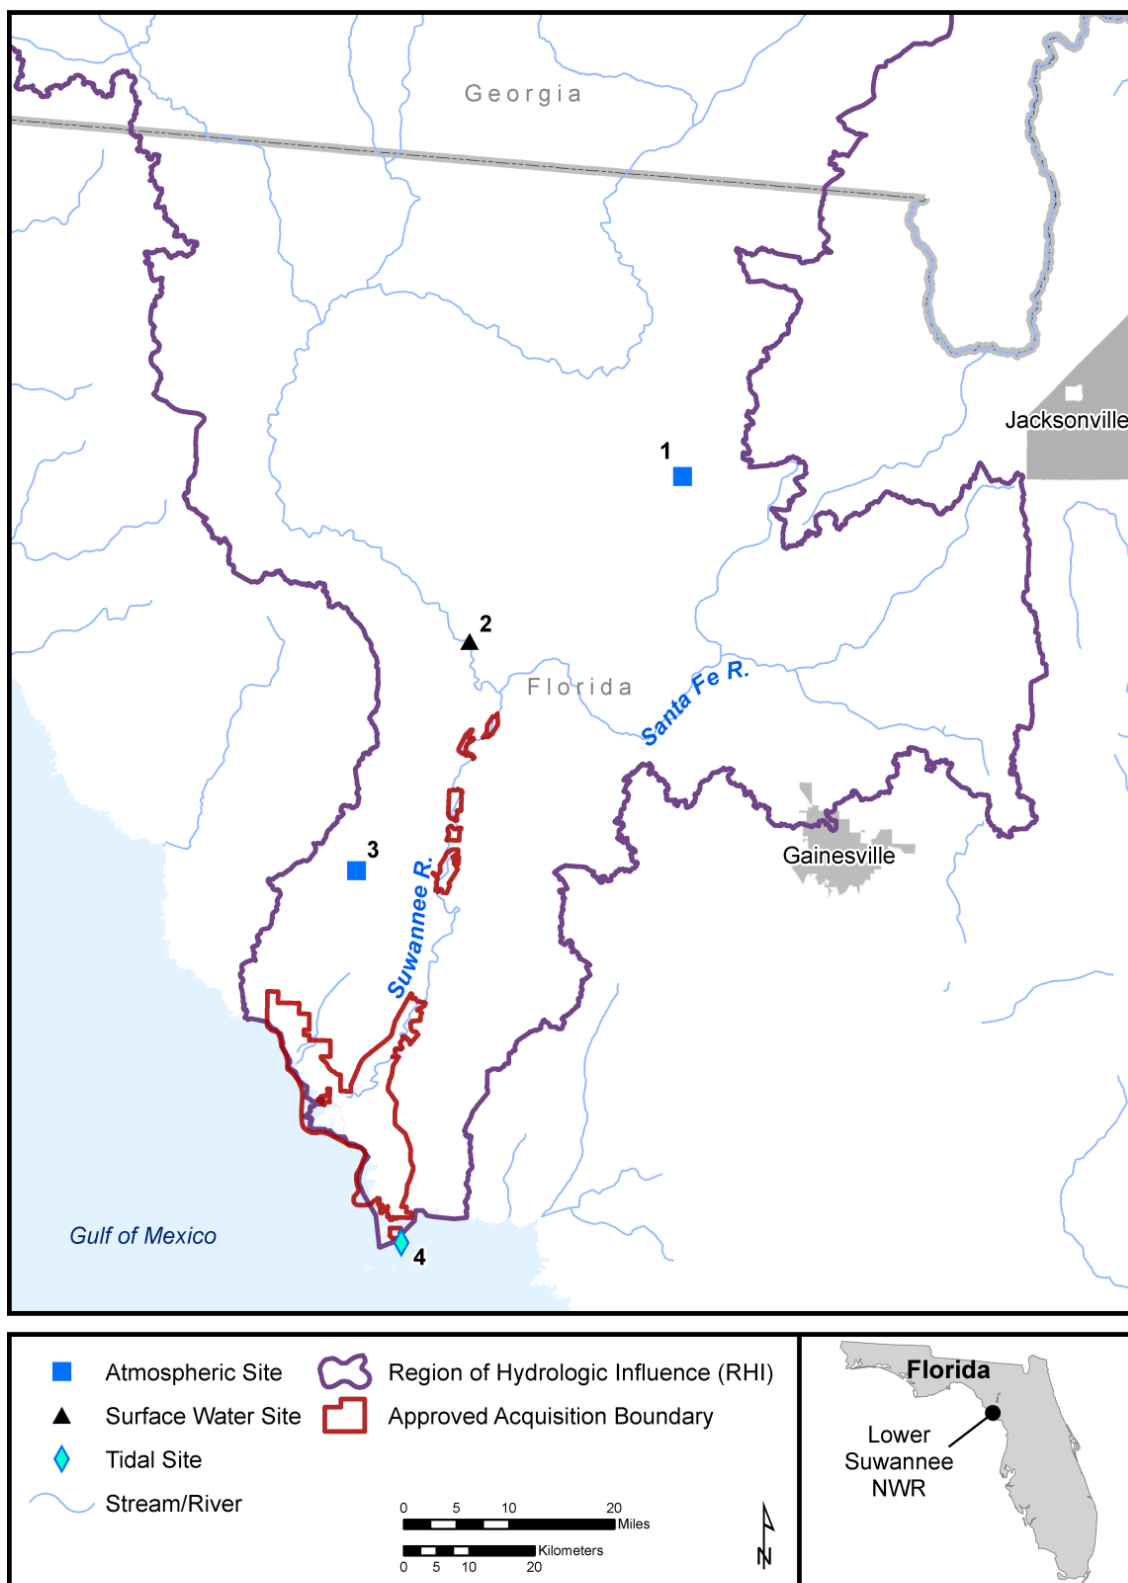 Georgia
Jacksonville
1
2
Florida
Santa Fe R.
3
Gainesville
Suwannee R.
Gulf of Mexico
4
Atmospheric Site
Surface Water Site
Tidal Site
Stream/River
Region of Hydrologic Influence (RHI)
Approved Acquisition Boundary
0 5 10 20
Miles
Kilometers
0 5 10 20
N
Florida
Lower
Suwannee
NWR